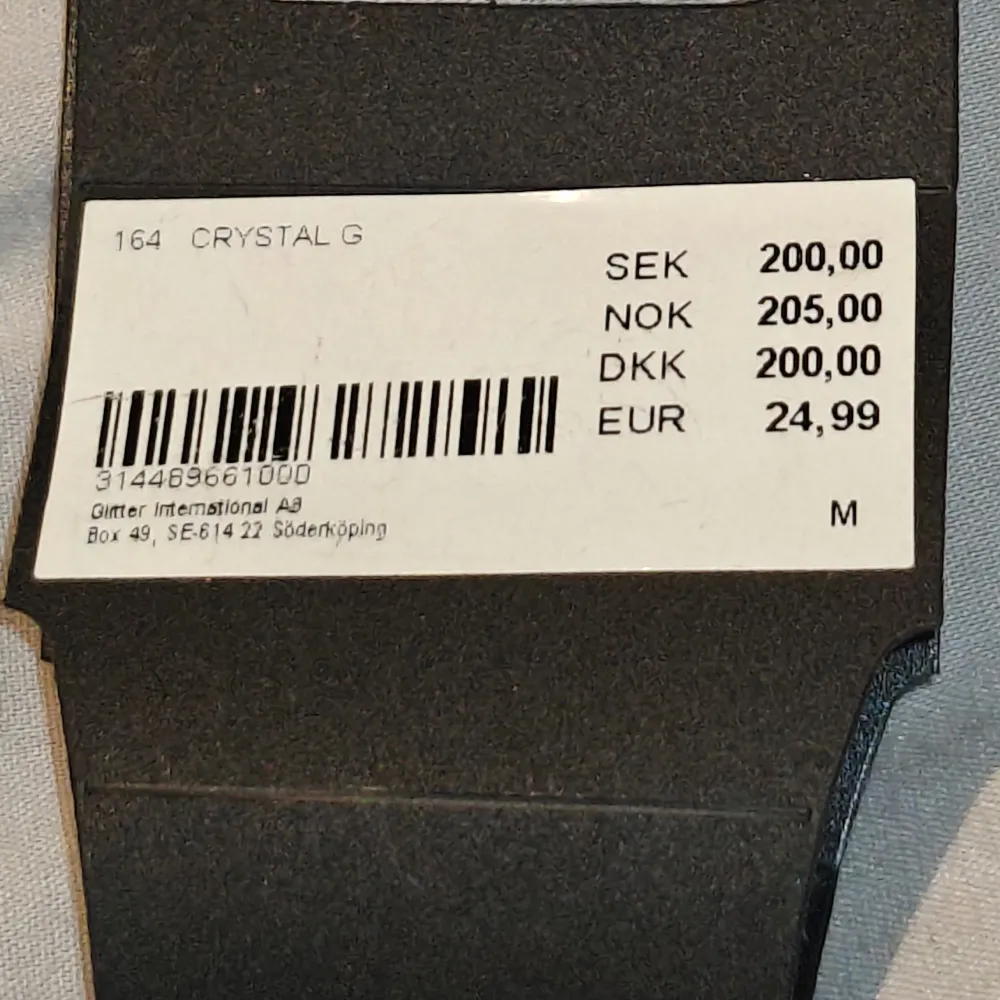 164 CRYSTAL G
SEK 200,00
NOK 205,00
DKK 200,00
EUR 24,99
314489661000
Glitter International AB
Box 49, SE-614 22 Söderköping
M